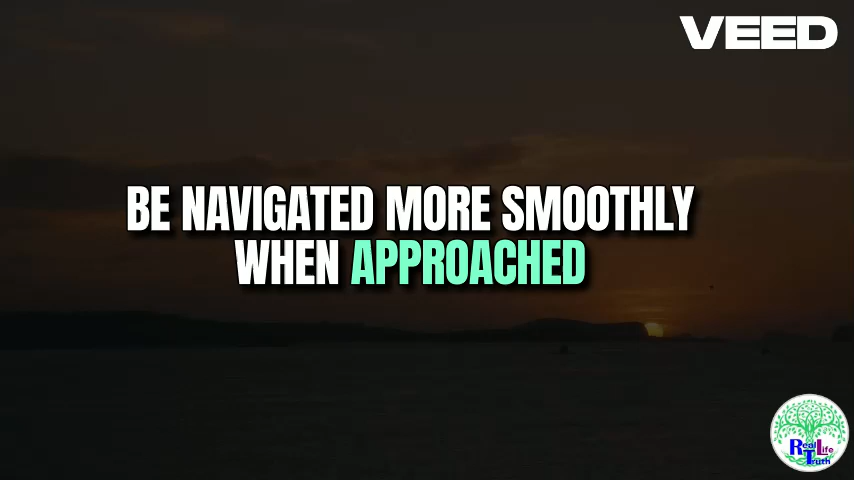 VEED
BE NAVIGATED MORE SMOOTHLY
WHEN APPROACHED
Real Life
Truth